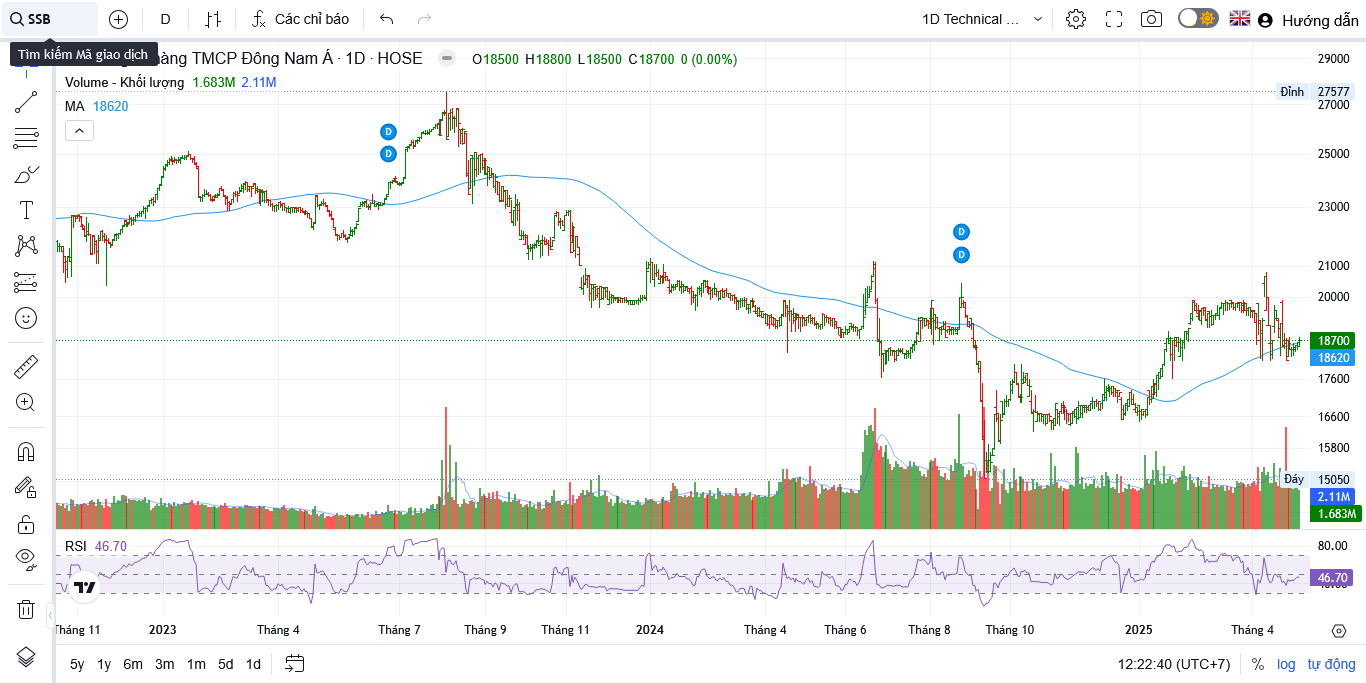 SSB
D
Các chỉ báo
1D Technical ...
Hướng dẫn
Tìm kiếm Mã giao dịch
hàng TMCP Đông Nam Á · 1D · HOSE
O18500 H18800 L18500 C18700 0 (0.00%)
Volume - Khối lượng 1.683M 2.11M
MA 18620
D
D
D
D
29000
Đỉnh 27577
27000
25000
23000
21000
20000
18700
18620
17600
16600
15800
Đáy 15050
2.11M
1.683M
RSI 46.70
80.00
46.70
Tháng 11
2023
Tháng 4
Tháng 7
Tháng 9
Tháng 11
2024
Tháng 4
Tháng 6
Tháng 8
Tháng 10
2025
Tháng 4
5y 1y 6m 3m 1m 5d 1d
12:22:40 (UTC+7)
% log tự động